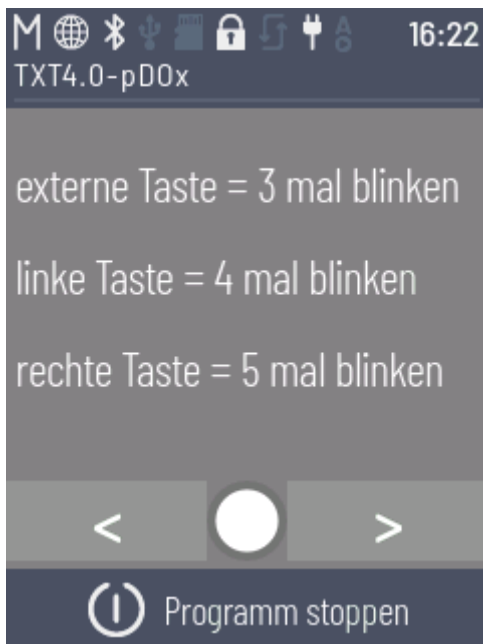 M 16:22
TXT4.0-pD0x
externe Taste = 3 mal blinken
linke Taste = 4 mal blinken
rechte Taste = 5 mal blinken
< >
Programm stoppen